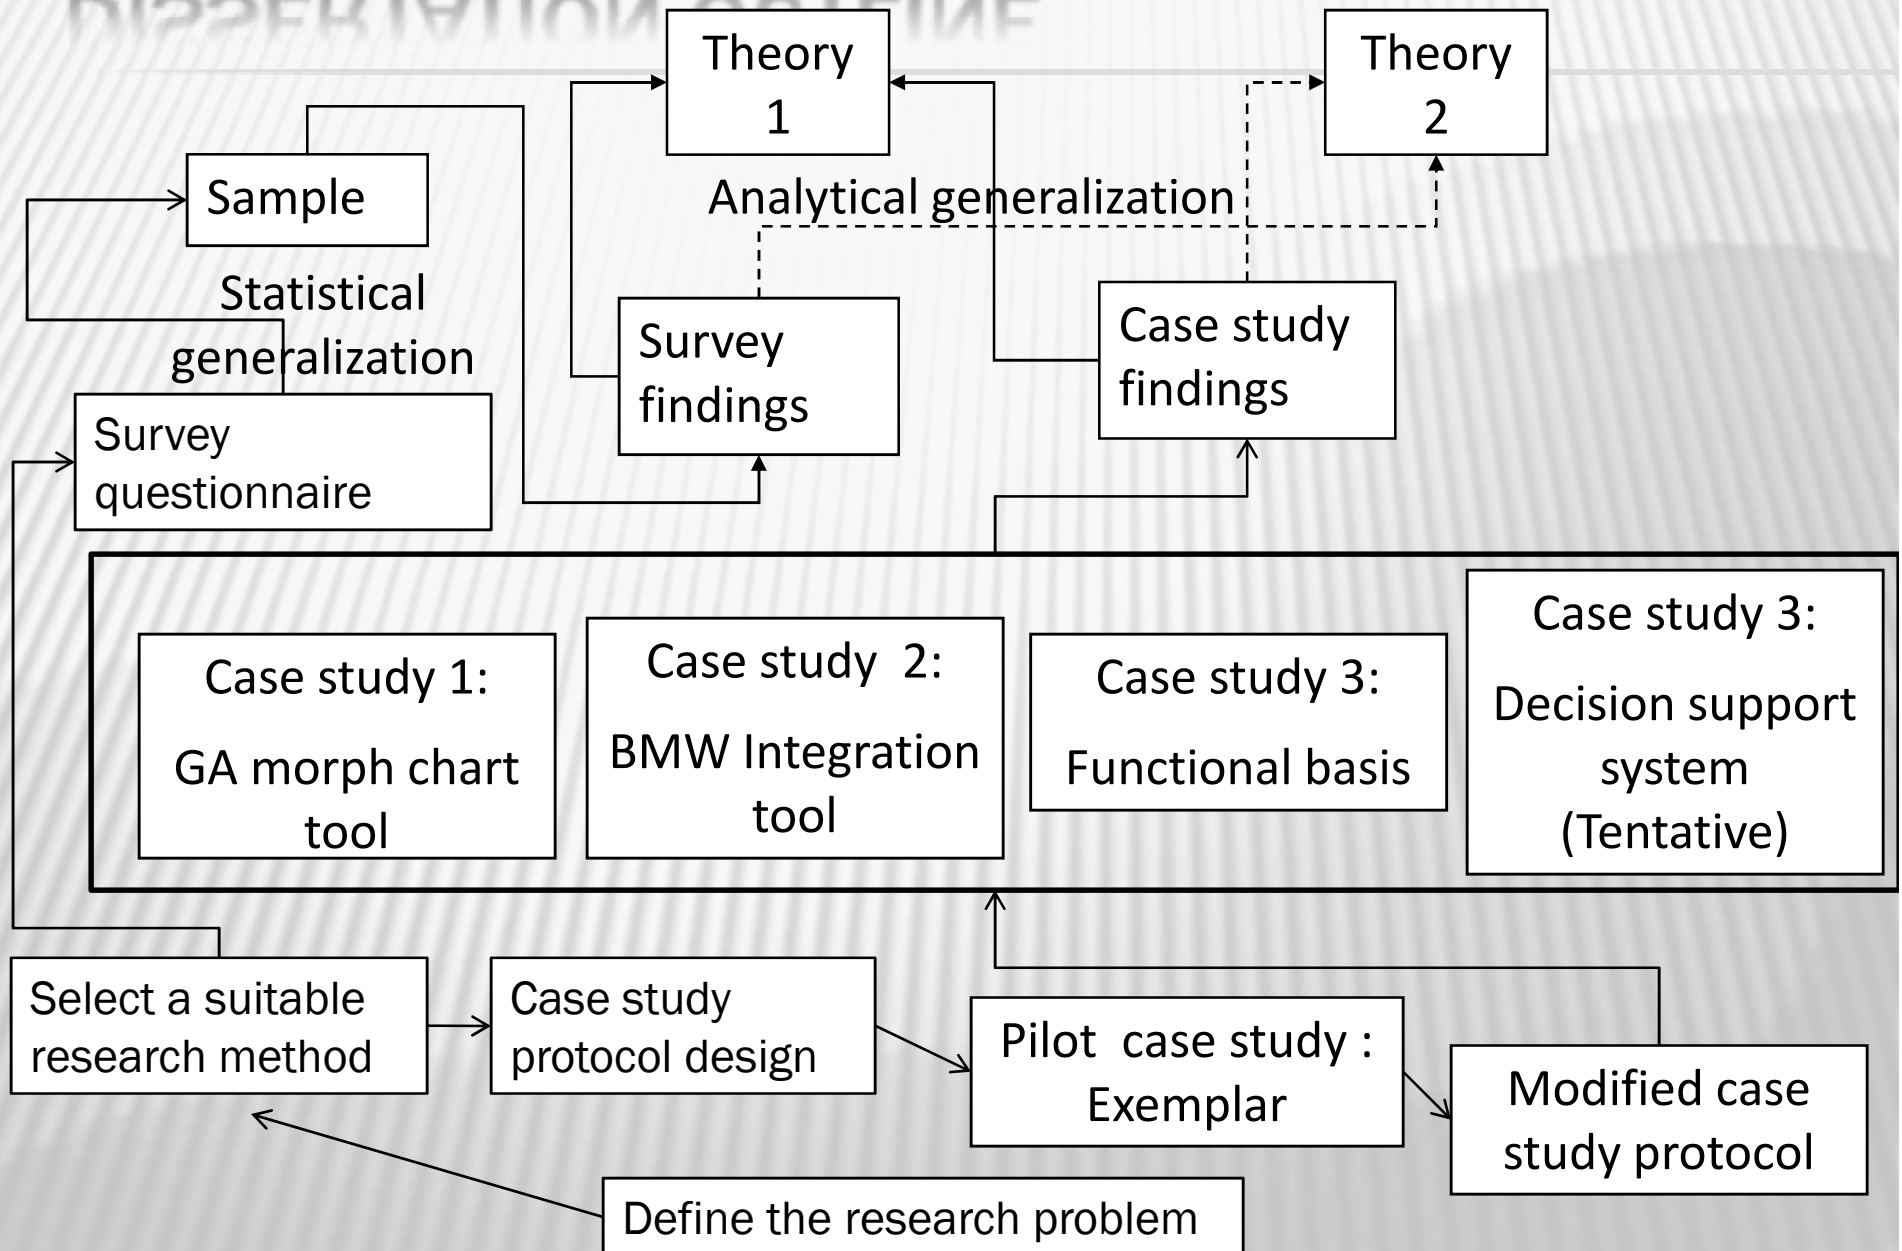 DISSERTATION OUTLINE
Theory
1
Theory
2
Sample
Analytical generalization
Statistical
generalization
Survey
findings
Case study
findings
Survey
questionnaire
Case study 1:
GA morph chart
tool
Case study  2:
BMW Integration
tool
Case study 3:
Functional basis
Case study 3:
Decision support
system
(Tentative)
Select a suitable
research method
Case study
protocol design
Pilot  case study :
Exemplar
Modified case
study protocol
Define the research problem